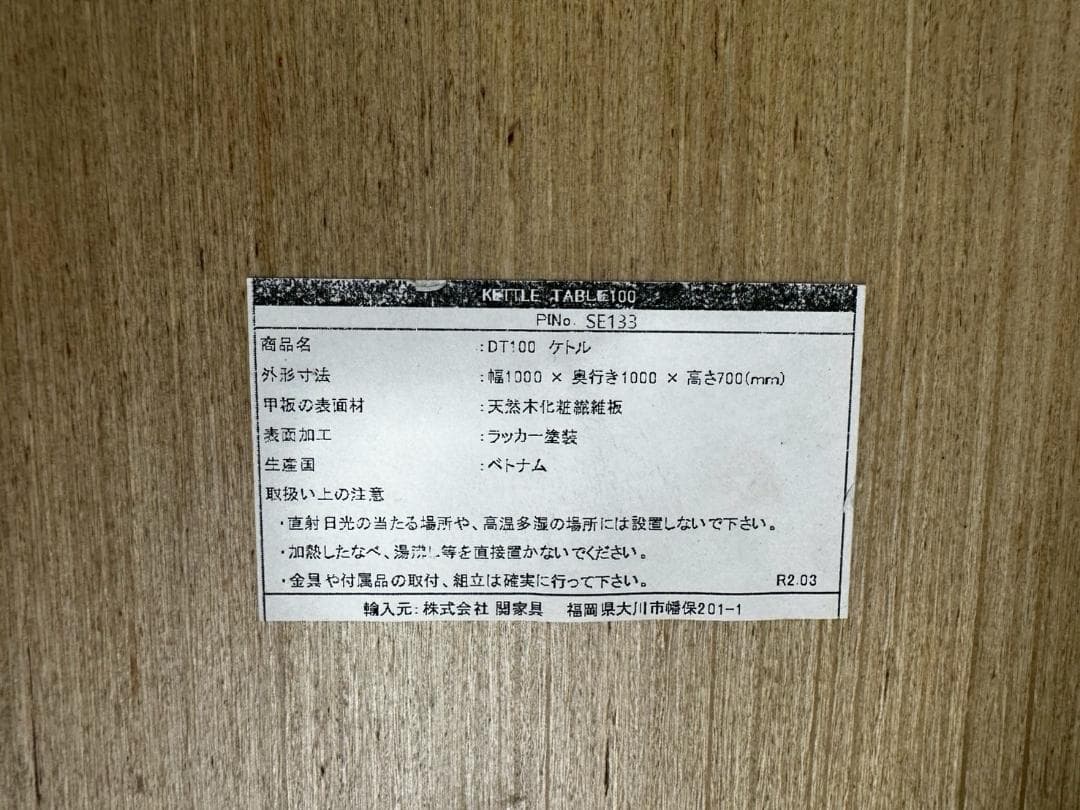 KETTLE TABLE100
PINo. SE133
商品名 :DT100 ケトル
外形寸法 :幅1000 × 奥行き1000 × 高さ700(mm)
甲板の表面材 :天然木化粧繊維板
表面加工 :ラッカー塗装
生産国 :ベトナム
取扱い上の注意
・直射日光の当たる場所や、高温多湿の場所には設置しないで下さい。
・加熱したなべ、湯沸し等を直接置かないでください。
・金具や付属品の取付、組立は確実に行って下さい。 R2.03
輸入元:株式会社 関家具 福岡県大川市幡保201-1